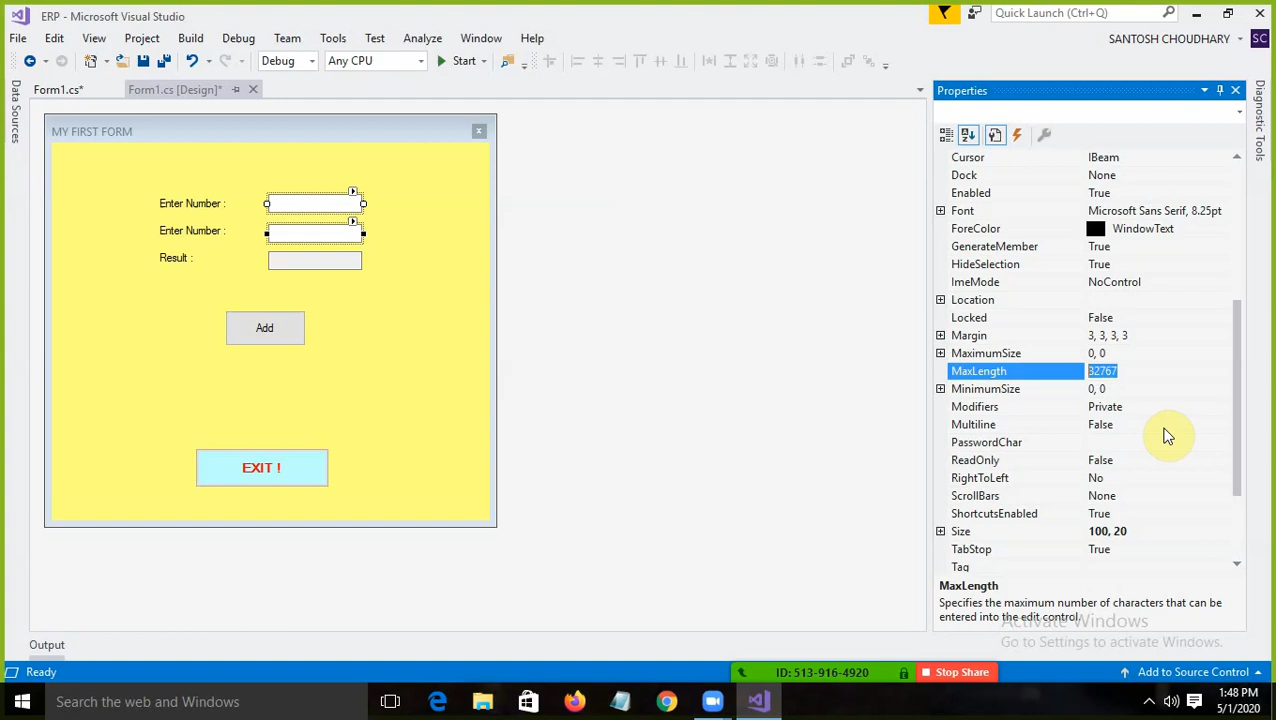 ERP - Microsoft Visual Studio
Quick Launch (Ctrl+Q)
File Edit View Project Build Debug Team Tools Test Analyze Window Help
SANTOSH CHOUDHARY SC
Debug Any CPU Start
Data Sources
Form1.cs* Form1.cs [Design]*
MY FIRST FORM
Enter Number :
Enter Number :
Result :
Add
EXIT !
Properties
Cursor IBeam
Dock None
Enabled True
Font Microsoft Sans Serif, 8.25pt
ForeColor WindowText
GenerateMember True
HideSelection True
ImeMode NoControl
Location
Locked False
Margin 3, 3, 3, 3
MaximumSize 0, 0
MaxLength 32767
MinimumSize 0, 0
Modifiers Private
Multiline False
PasswordChar
ReadOnly False
RightToLeft No
ScrollBars None
ShortcutsEnabled True
Size 100, 20
TabStop True
Tag
MaxLength
Specifies the maximum number of characters that can be
entered into the edit control.
Activate Windows
Go to Settings to activate Windows.
Diagnostic Tools
Output
Ready
ID: 513-916-4920 Stop Share
Add to Source Control
Search the web and Windows
1:48 PM
5/1/2020